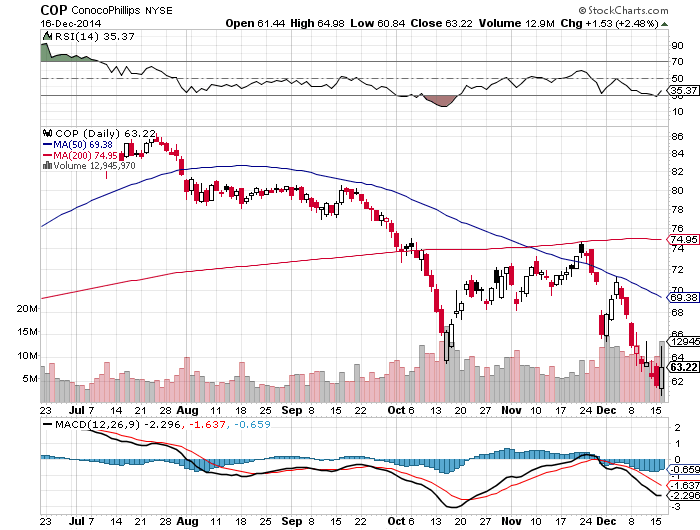 COP ConocoPhillips NYSE © StockCharts.com
16-Dec-2014 Open 61.44 High 64.98 Low 60.84 Close 63.22 Volume 12.9M Chg +1.53 (+2.48%)
RSI(14) 35.37
90
70
50
35.37
30
10
COP (Daily) 63.22
MA(50) 69.38
MA(200) 74.95
Volume 12,945,970
86
84
82
80
78
76
74.95
74
72
70
69.38
68
66
12945
64
63.22
62
20M
15M
10M
5M
23 Jul 7 14 21 28 Aug 11 18 25 Sep 8 15 22 Oct 6 13 20 27 Nov 10 17 24 Dec 8 15
MACD(12,26,9) -2.296, -1.637, -0.659
1
0
-0.659
-1
-1.637
-2.296
-3
23 Jul 7 14 21 28 Aug 11 18 25 Sep 8 15 22 Oct 6 13 20 27 Nov 10 17 24 Dec 8 15